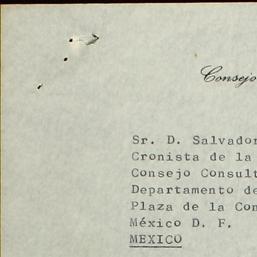 Consejo
Sr. D. Salvador
Cronista de la
Consejo Consult
Departamento de
Plaza de la Con
México D. F.
MEXICO